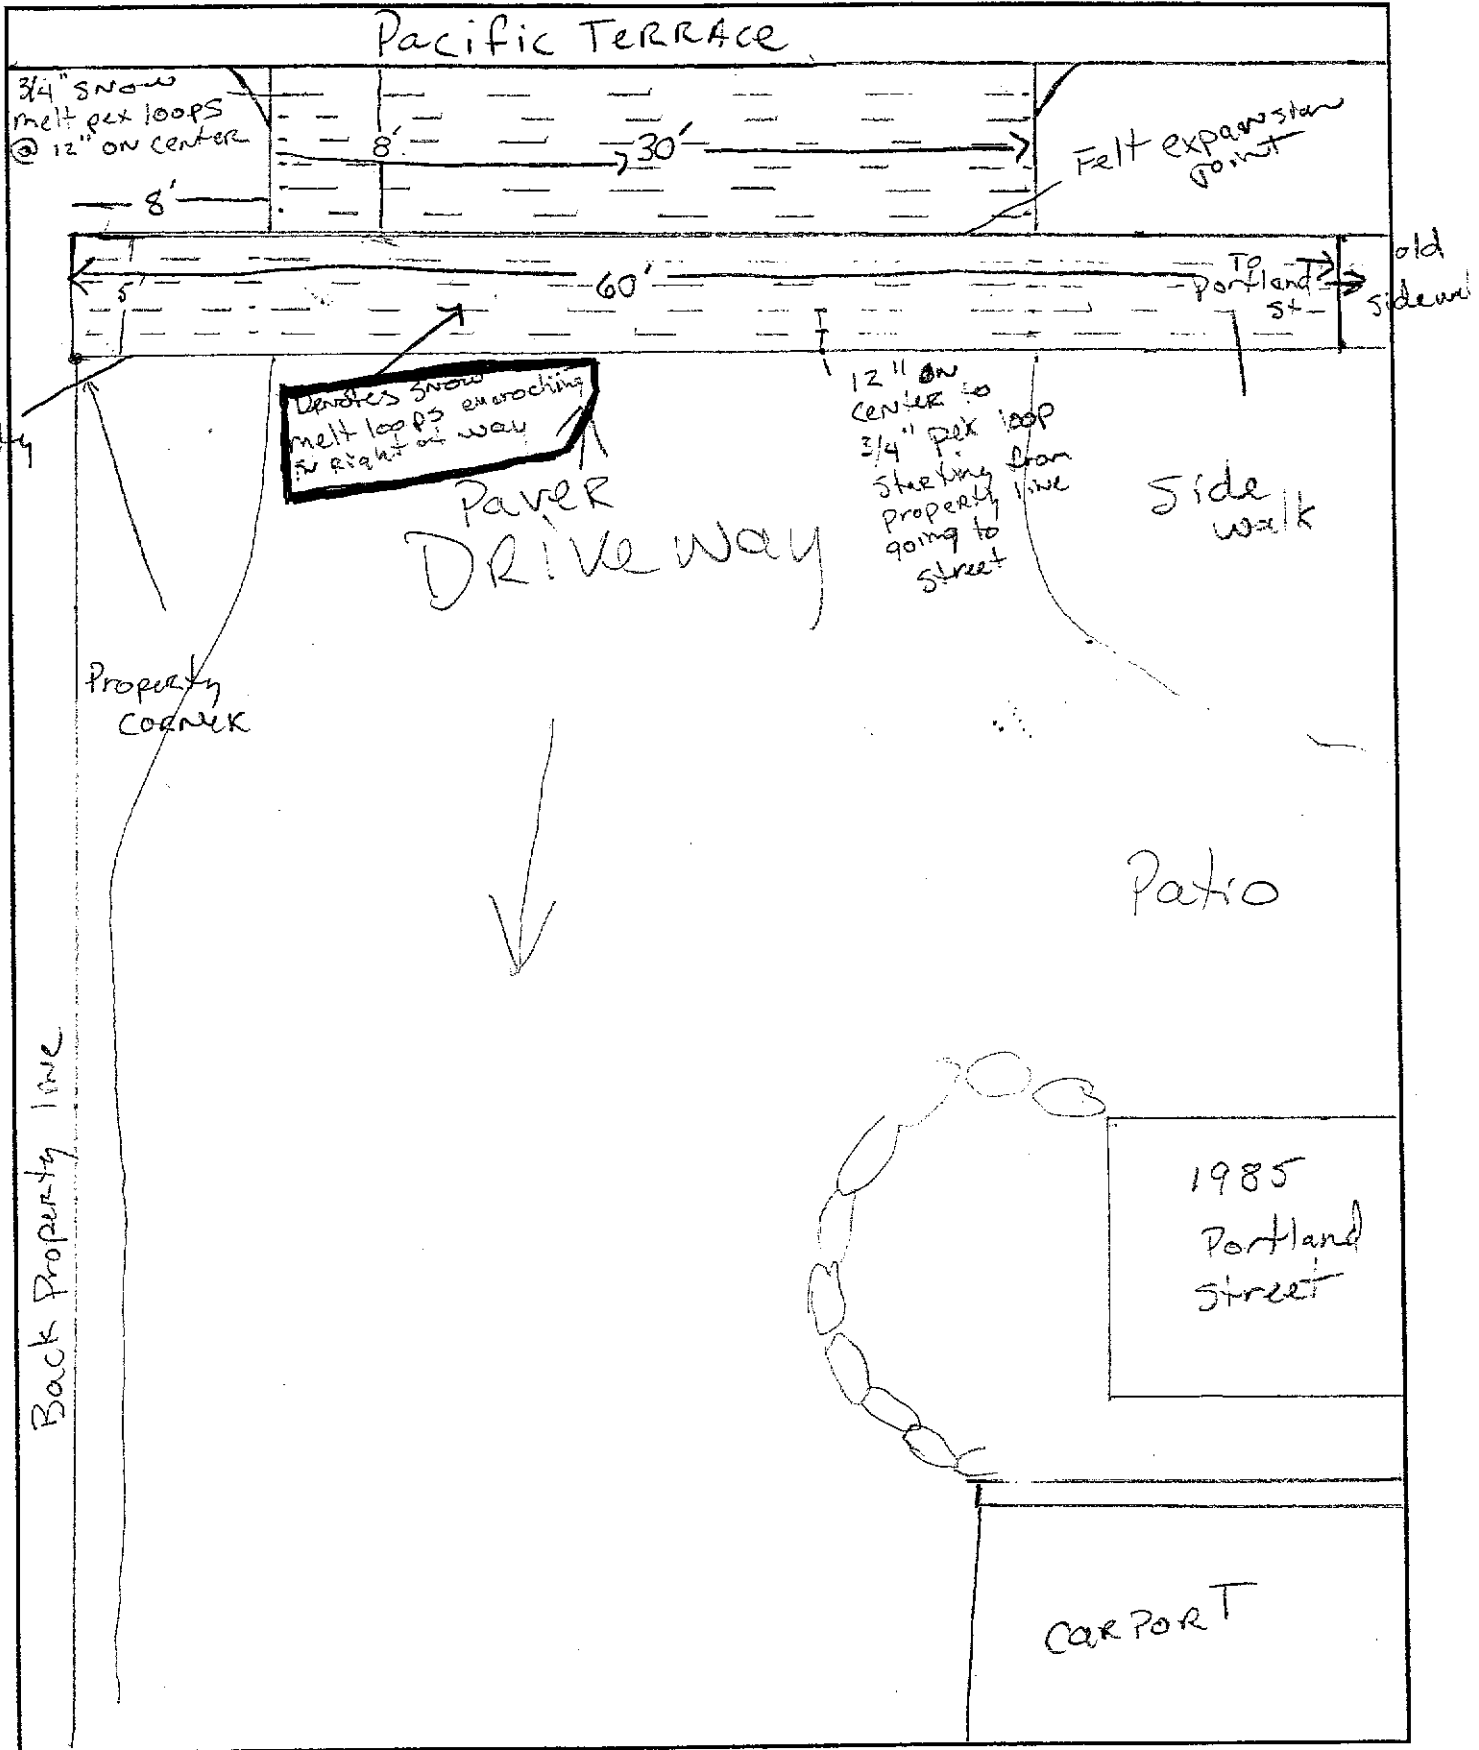 Pacific TERRACE
3/4" SNOW
melt pex loops
@ 12" ON CENTER
8'
30'
Felt expansion
joint
8'
60'
5'
TO
Portland
St
old
Denotes snow
melt loops encroching
in Right of way
12" ON
CENTER to
3/4" pex loop
starting from
property line
going to
street
Side
walk
PAVER
DRIVEWAY
Property
CORNER
Patio
Back Property line
1985
Portland
street
CARPORT